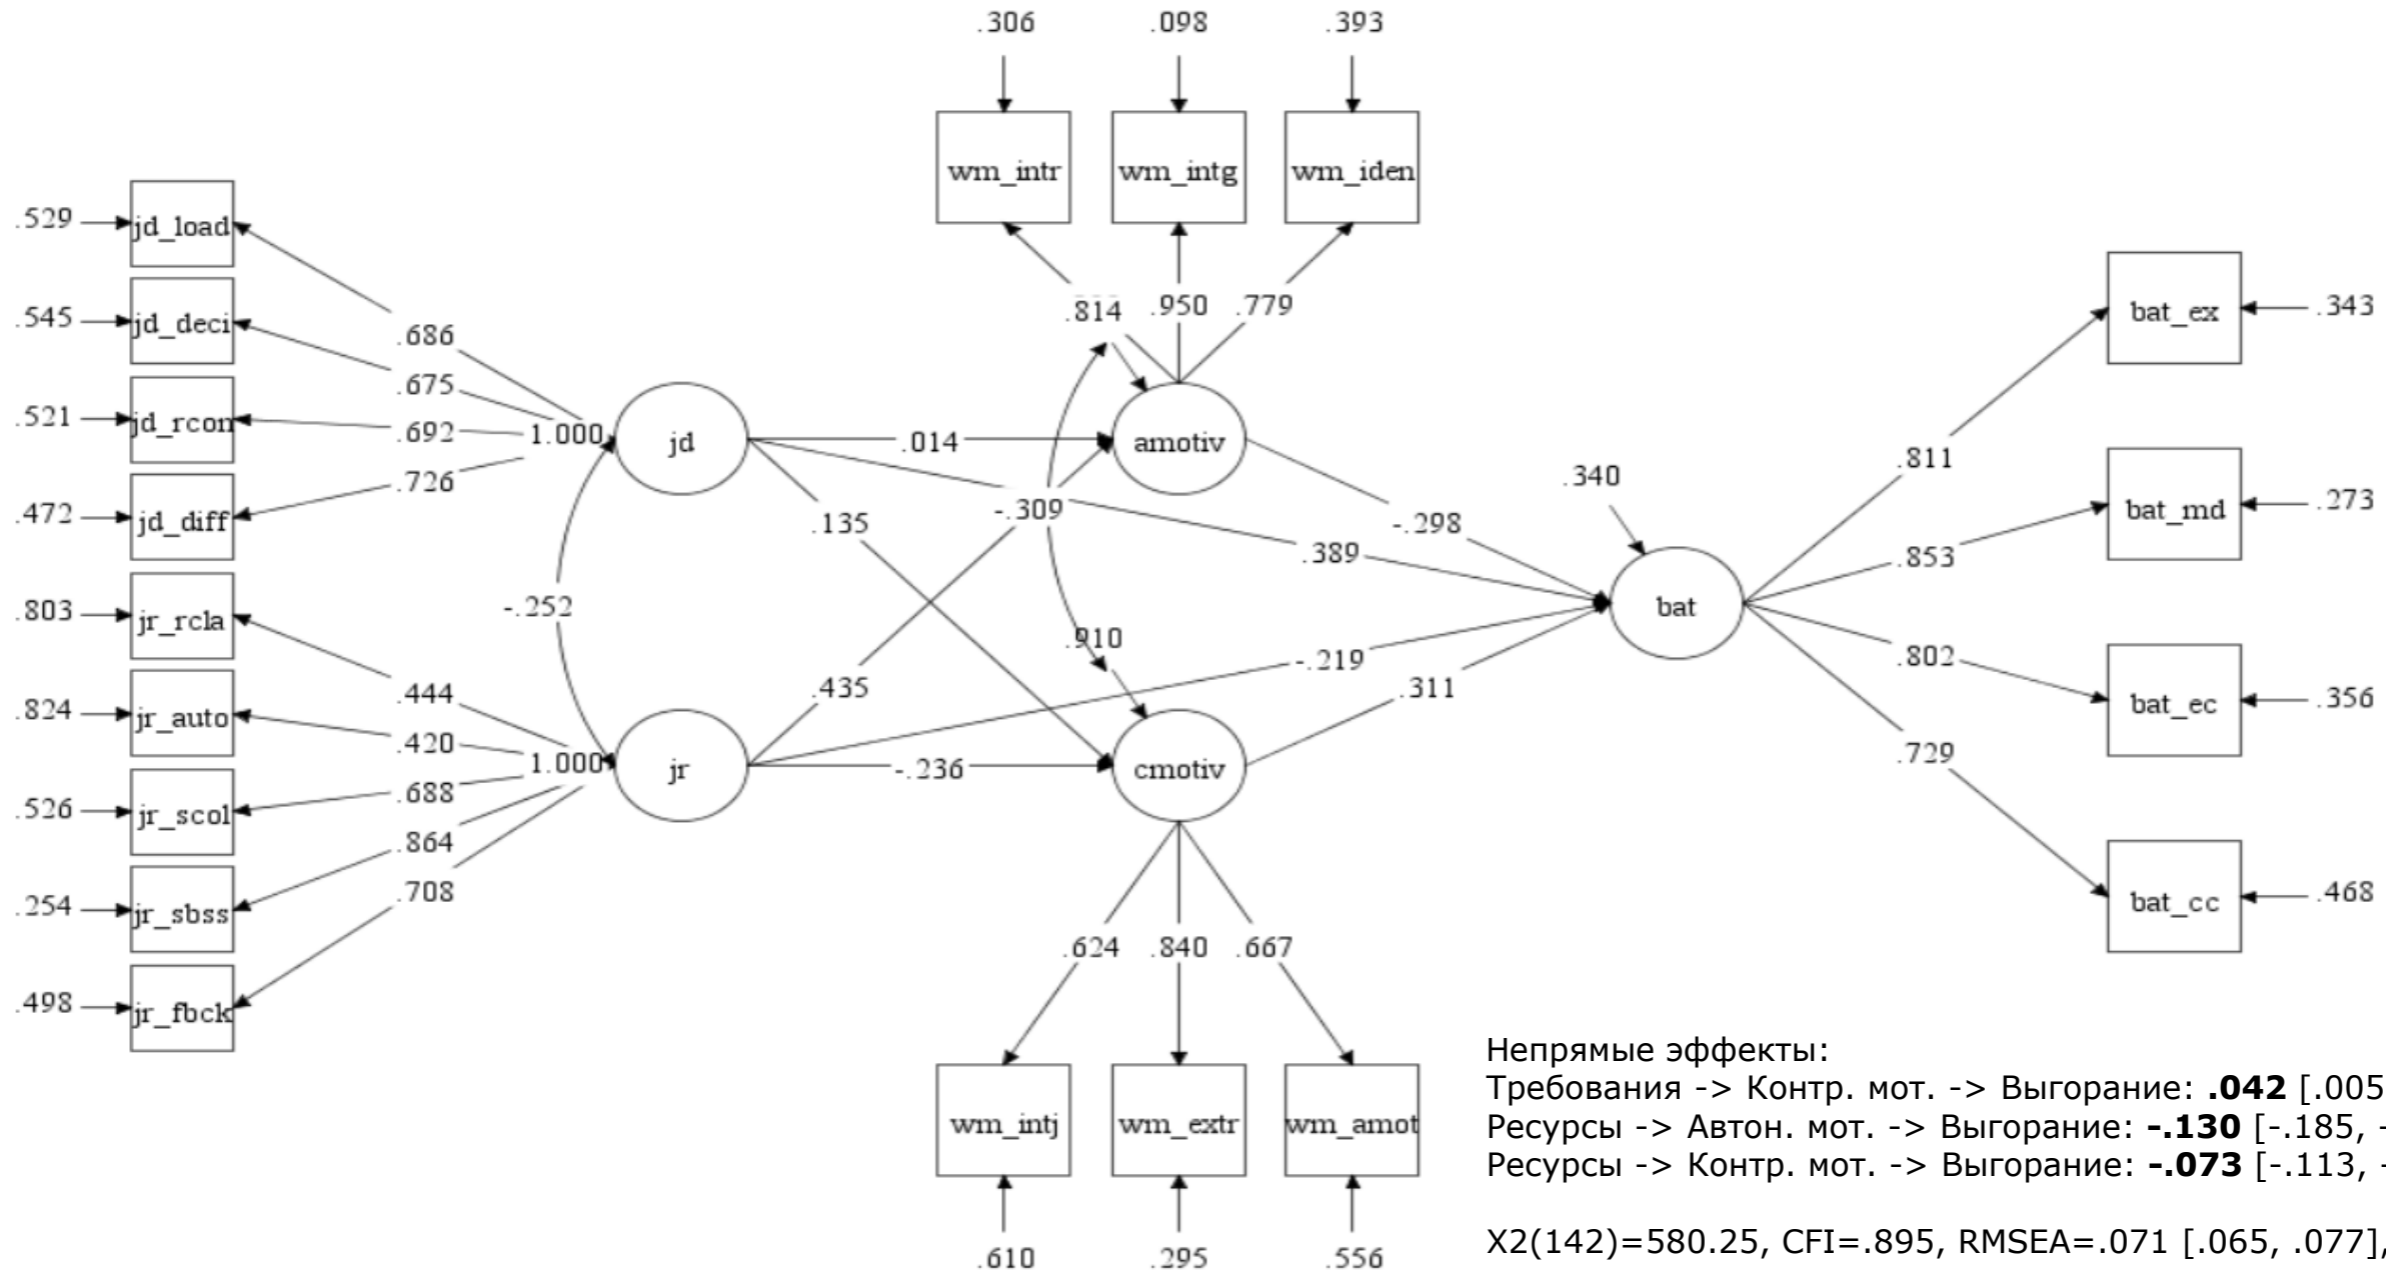 .306 .098 .393
wm_intr wm_intg wm_iden
.529 jd_load
.545 jd_deci
.521 jd_rcon
.472 jd_diff
.803 jr_rcla
.824 jr_auto
.526 jr_scol
.254 jr_sbss
.498 jr_fbck
.686
.675
.692
.726
1.000
-.252
.444
.420
.688
.864
.708
1.000
jd
jr
.814 .950 .779
amotiv
.014
.135
-.309
.435
-.236
.910
cmotiv
-.298
.389
-.219
.311
.340
bat
.811
.853
.802
.729
bat_ex .343
bat_md .273
bat_ec .356
bat_cc .468
.624 .840 .667
wm_intj wm_extr wm_amot
.610 .295 .556
Непрямые эффекты:
Требования -> Контр. мот. -> Выгорание: .042 [.005
Ресурсы -> Автон. мот. -> Выгорание: -.130 [-.185, -
Ресурсы -> Контр. мот. -> Выгорание: -.073 [-.113, -
X2(142)=580.25, CFI=.895, RMSEA=.071 [.065, .077],